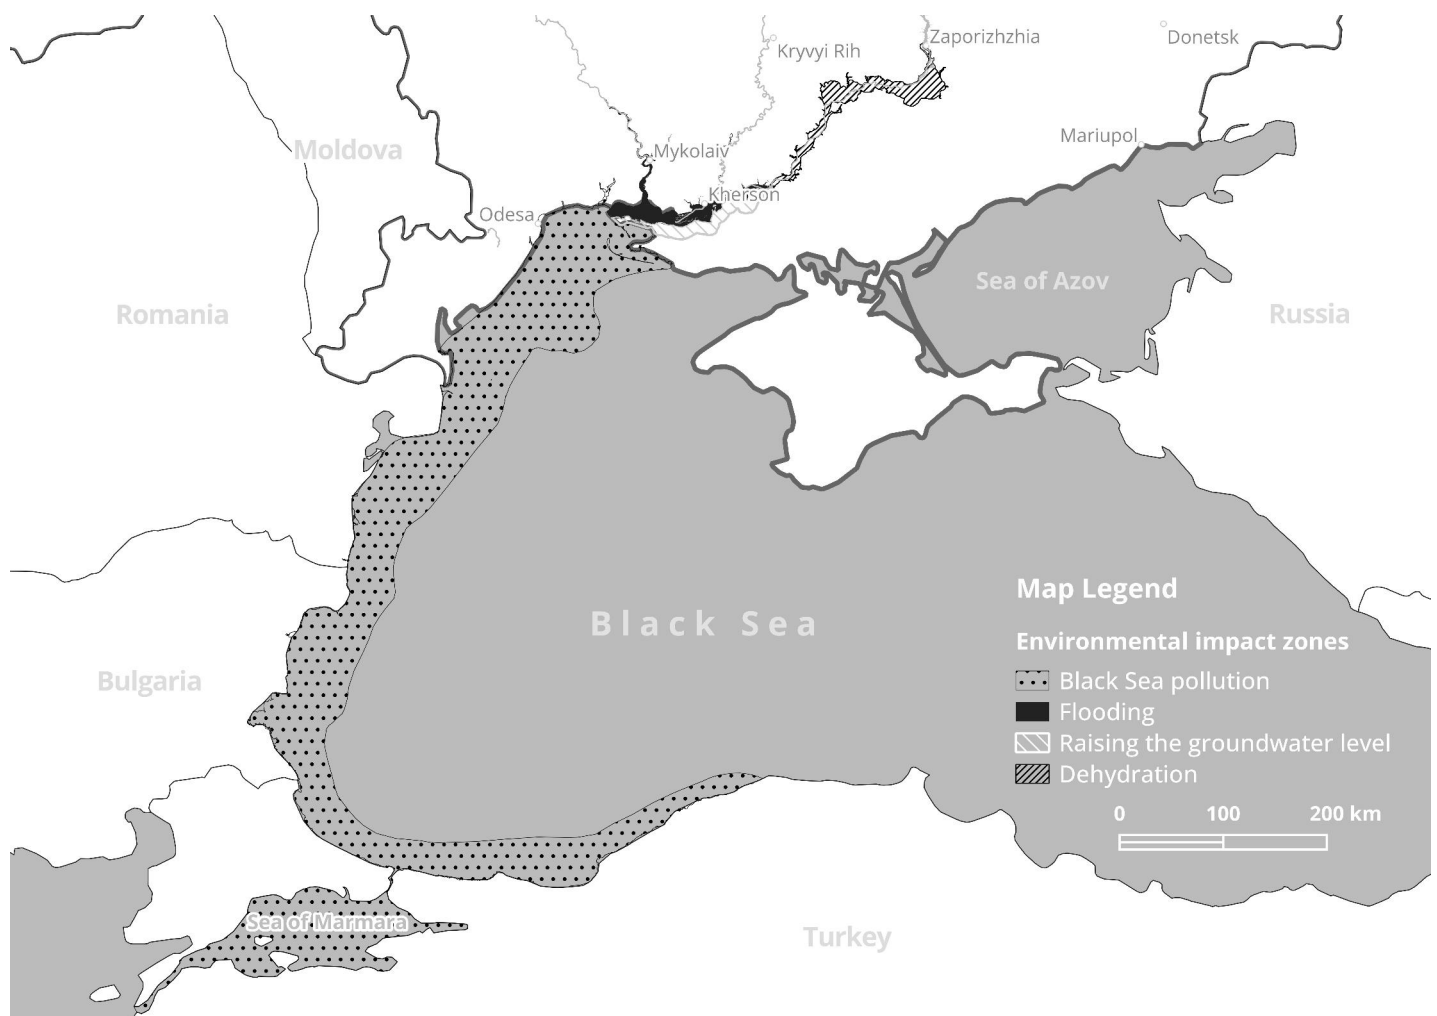 Zaporizhzhia
Donetsk
Kryvyi Rih
Mariupol
Moldova
Mykolaiv
Kherson
Odesa
Sea of Azov
Romania
Russia
Map Legend
Black Sea
Environmental impact zones
Bulgaria
Black Sea pollution
Flooding
Raising the groundwater level
Dehydration
0 100 200 km
Sea of Marmara
Turkey